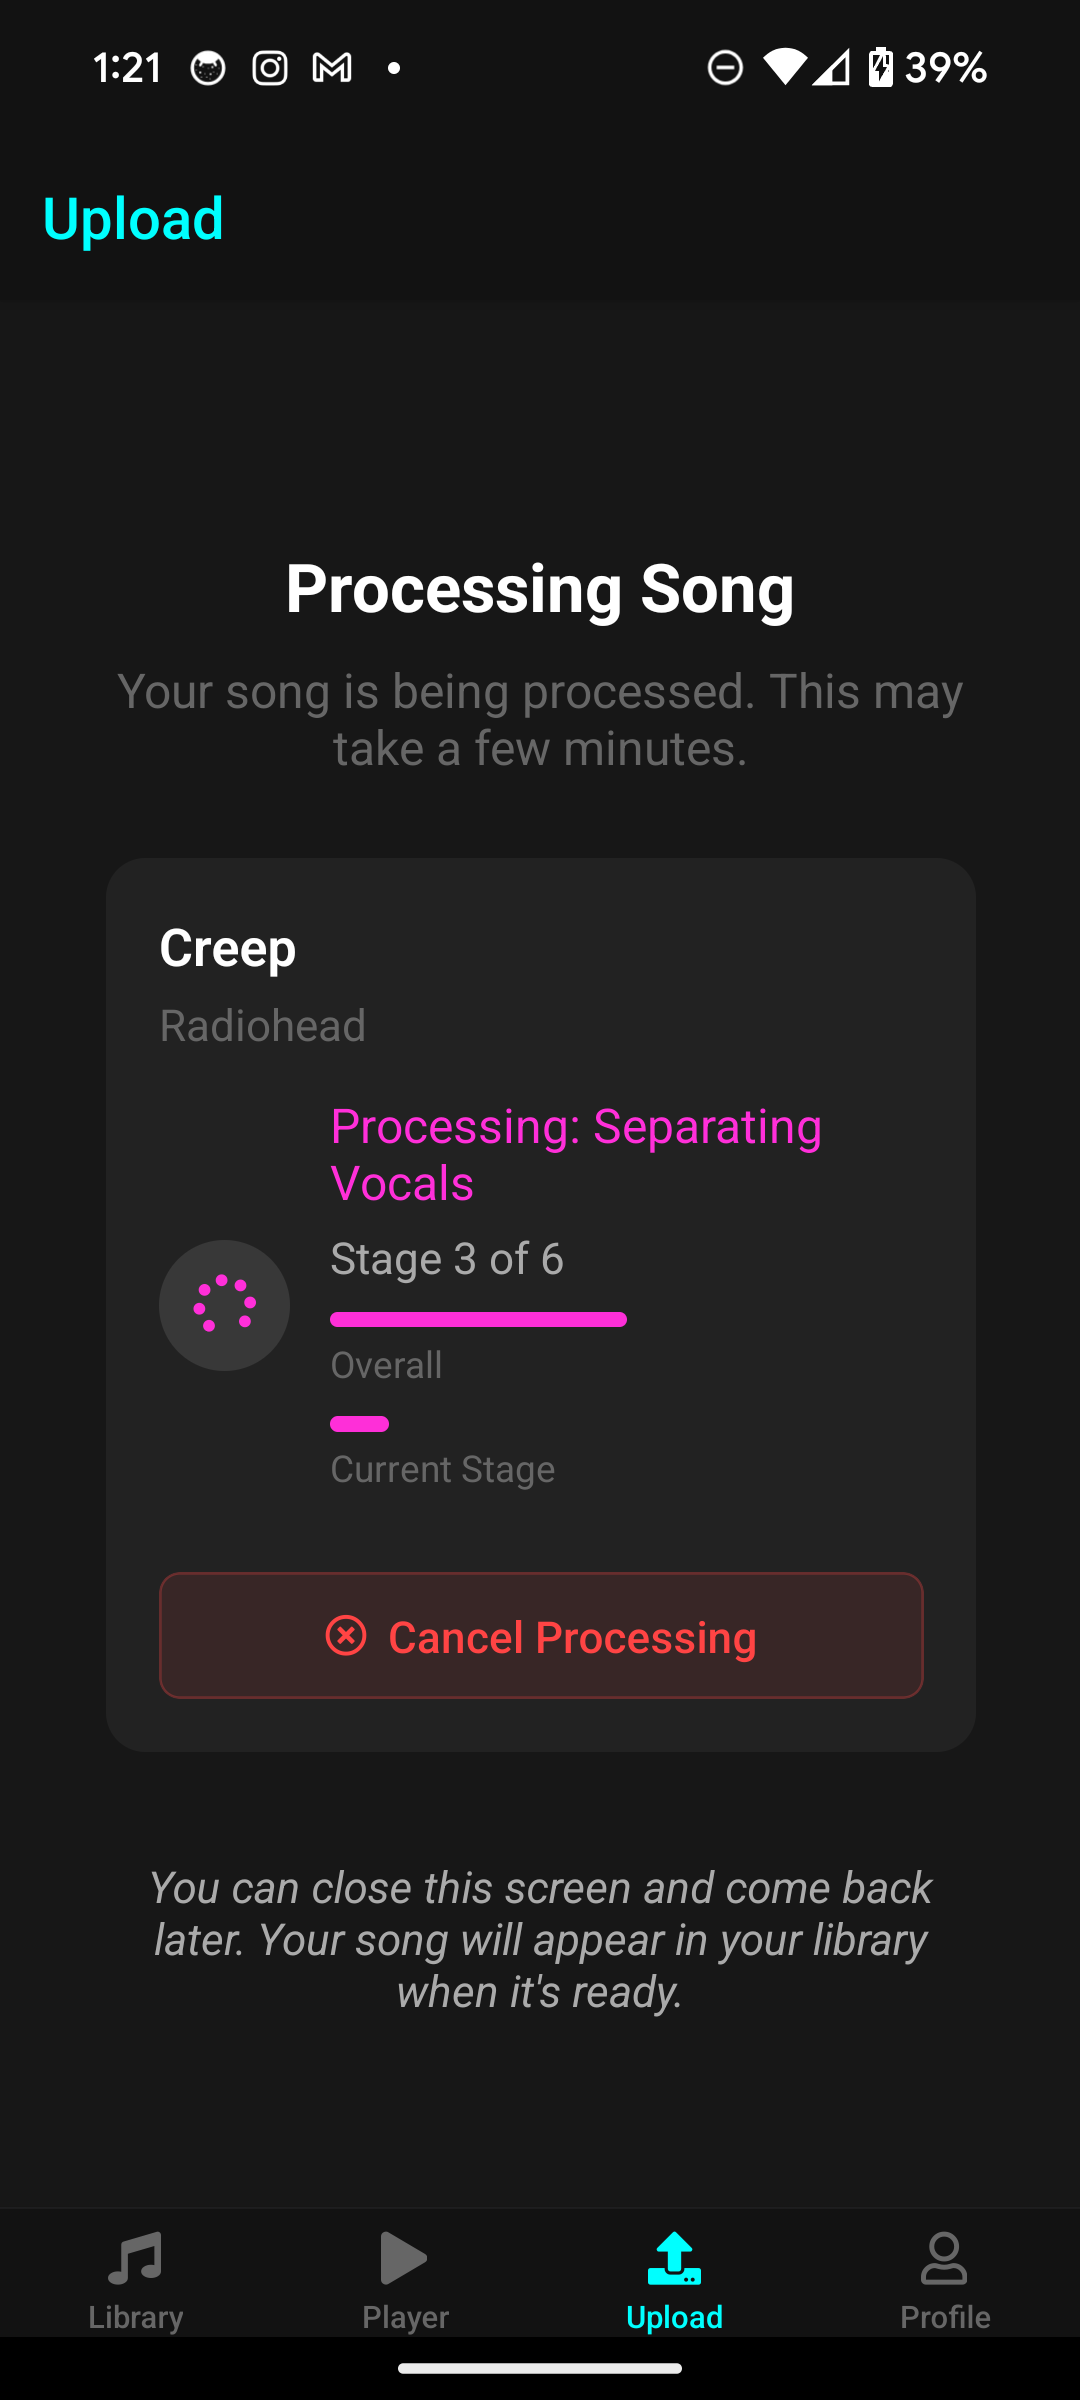 1:21
39%
Upload
Processing Song
Your song is being processed. This may
take a few minutes.
Creep
Radiohead
Processing: Separating
Vocals
Stage 3 of 6
Overall
Current Stage
Cancel Processing
You can close this screen and come back
later. Your song will appear in your library
when it's ready.
Library
Player
Upload
Profile